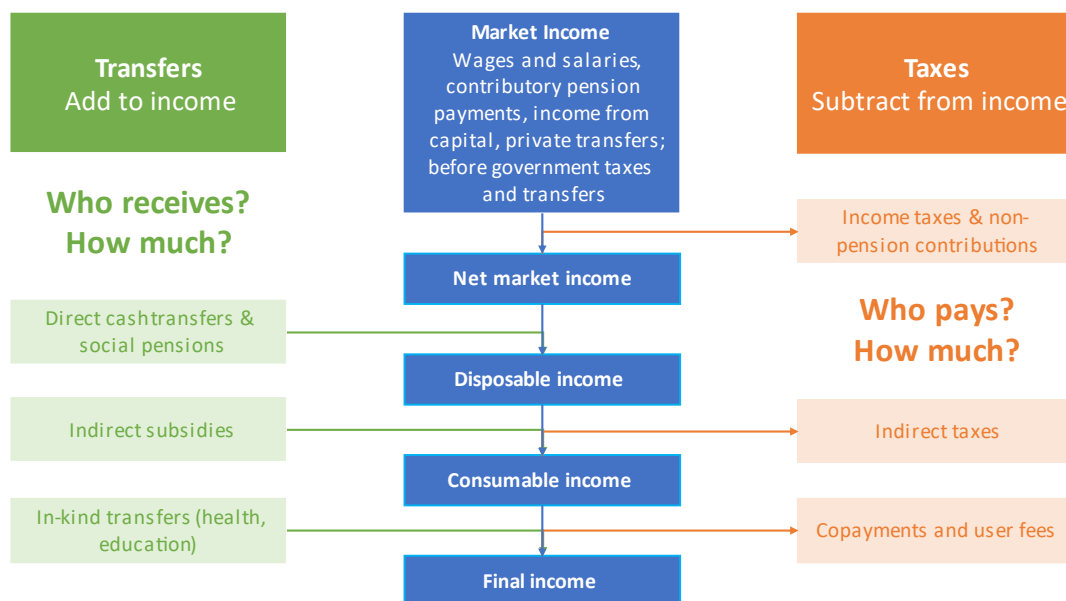 Transfers
Add to income
Market Income
Wages and salaries,
contributory pension
payments, income from
capital, private transfers;
before government taxes
and transfers
Taxes
Subtract from income
Who receives?
How much?
Income taxes & non-
pension contributions
Net market income
Direct cashtransfers &
social pensions
Who pays?
How much?
Disposable income
Indirect subsidies
Indirect taxes
Consumable income
In-kind transfers (health,
education)
Copayments and user fees
Final income